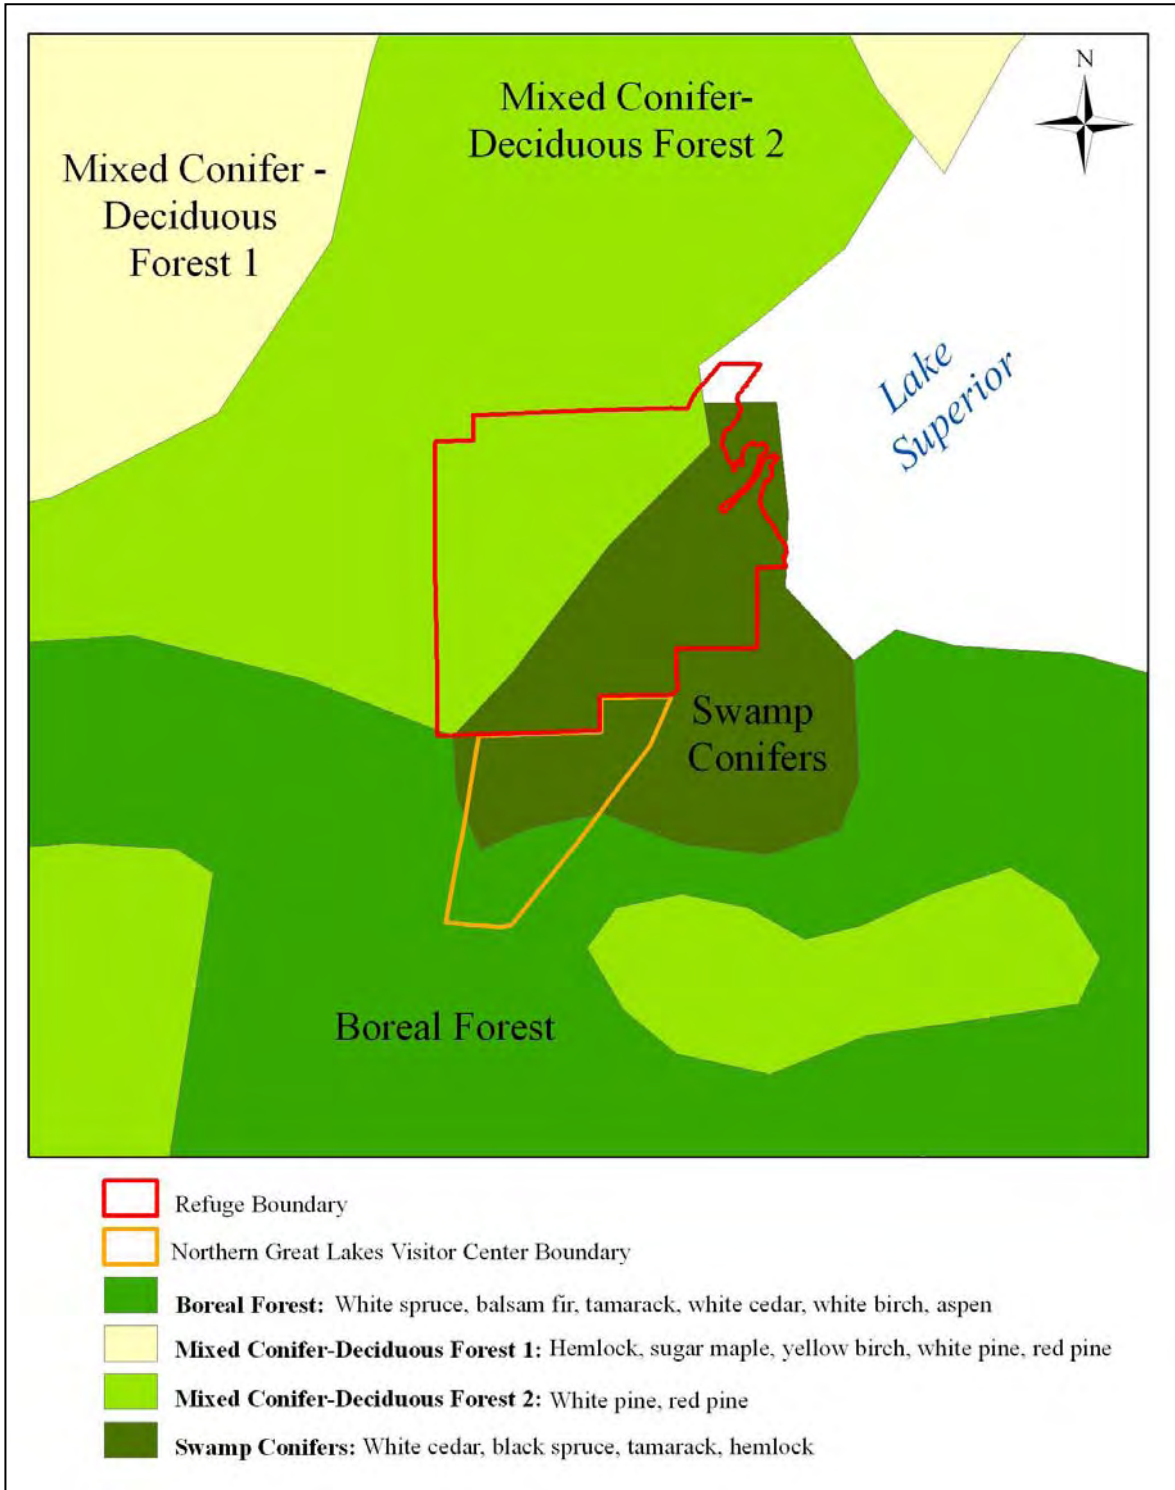 N
Mixed Conifer-
Deciduous Forest 2
Mixed Conifer -
Deciduous
Forest 1
Lake
Superior
Swamp
Conifers
Boreal Forest
Refuge Boundary
Northern Great Lakes Visitor Center Boundary
Boreal Forest: White spruce, balsam fir, tamarack, white cedar, white birch, aspen
Mixed Conifer-Deciduous Forest 1: Hemlock, sugar maple, yellow birch, white pine, red pine
Mixed Conifer-Deciduous Forest 2: White pine, red pine
Swamp Conifers: White cedar, black spruce, tamarack, hemlock